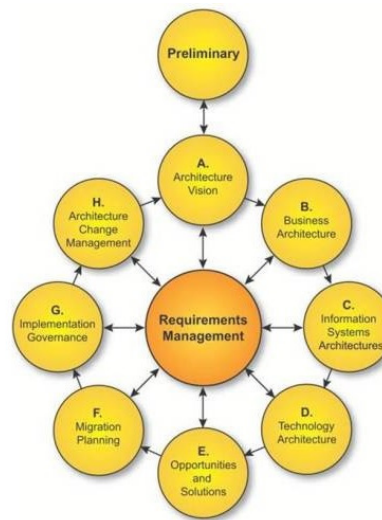 Preliminary
A.
Architecture
Vision
B.
Business
Architecture
C.
Information
Systems
Architectures
D.
Technology
Architecture
E.
Opportunities
and
Solutions
F.
Migration
Planning
G.
Implementation
Governance
H.
Architecture
Change
Management
Requirements
Management